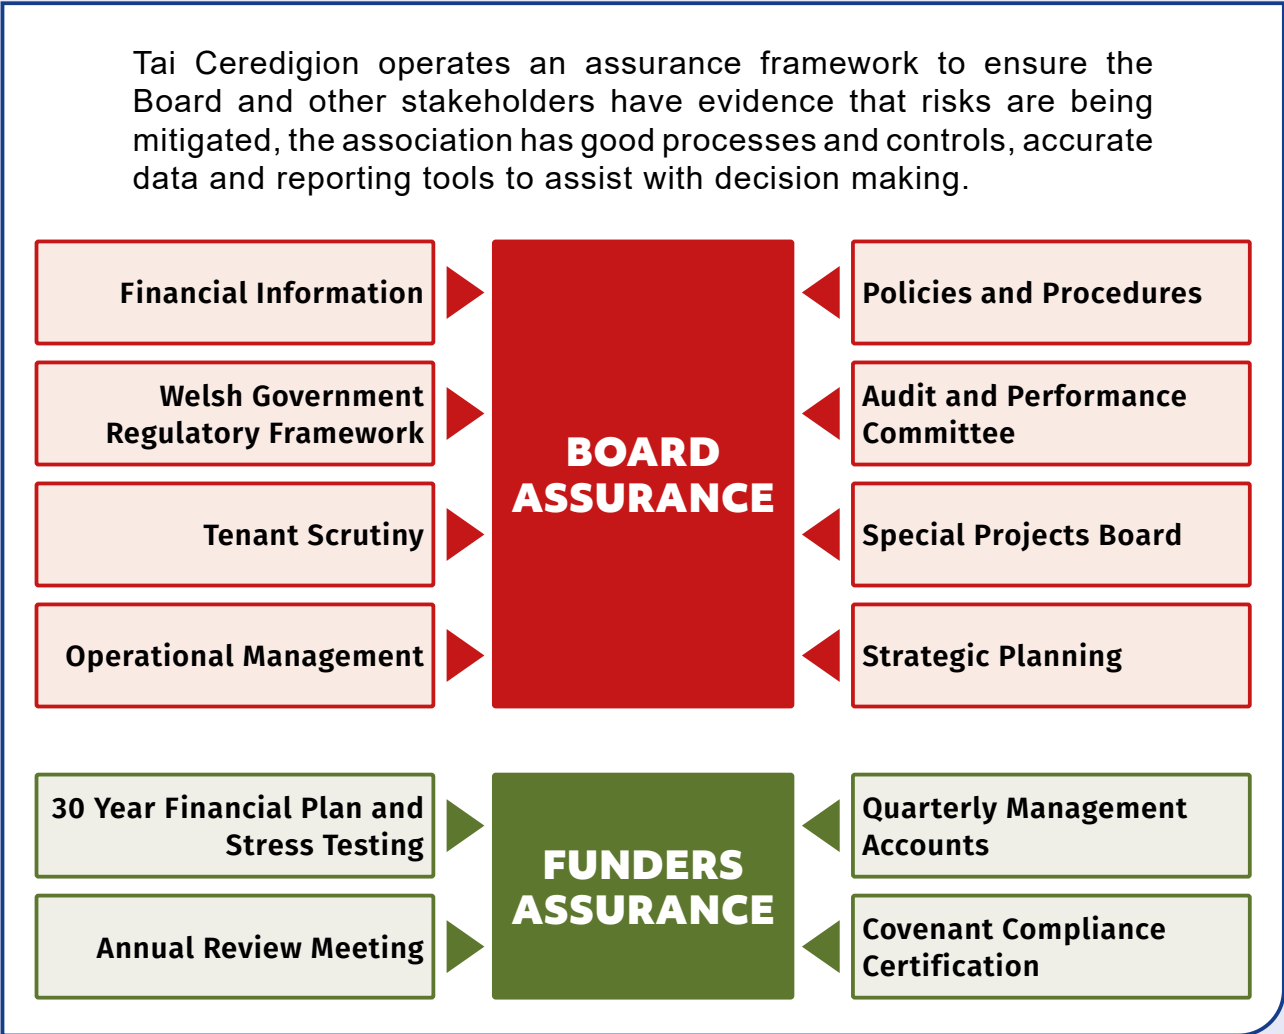 Tai Ceredigion operates an assurance framework to ensure the
Board and other stakeholders have evidence that risks are being
mitigated, the association has good processes and controls, accurate
data and reporting tools to assist with decision making.
Financial Information
Welsh Government
Regulatory Framework
Tenant Scrutiny
Operational Management
BOARD
ASSURANCE
Policies and Procedures
Audit and Performance
Committee
Special Projects Board
Strategic Planning
30 Year Financial Plan and
Stress Testing
Annual Review Meeting
FUNDERS
ASSURANCE
Quarterly Management
Accounts
Covenant Compliance
Certification